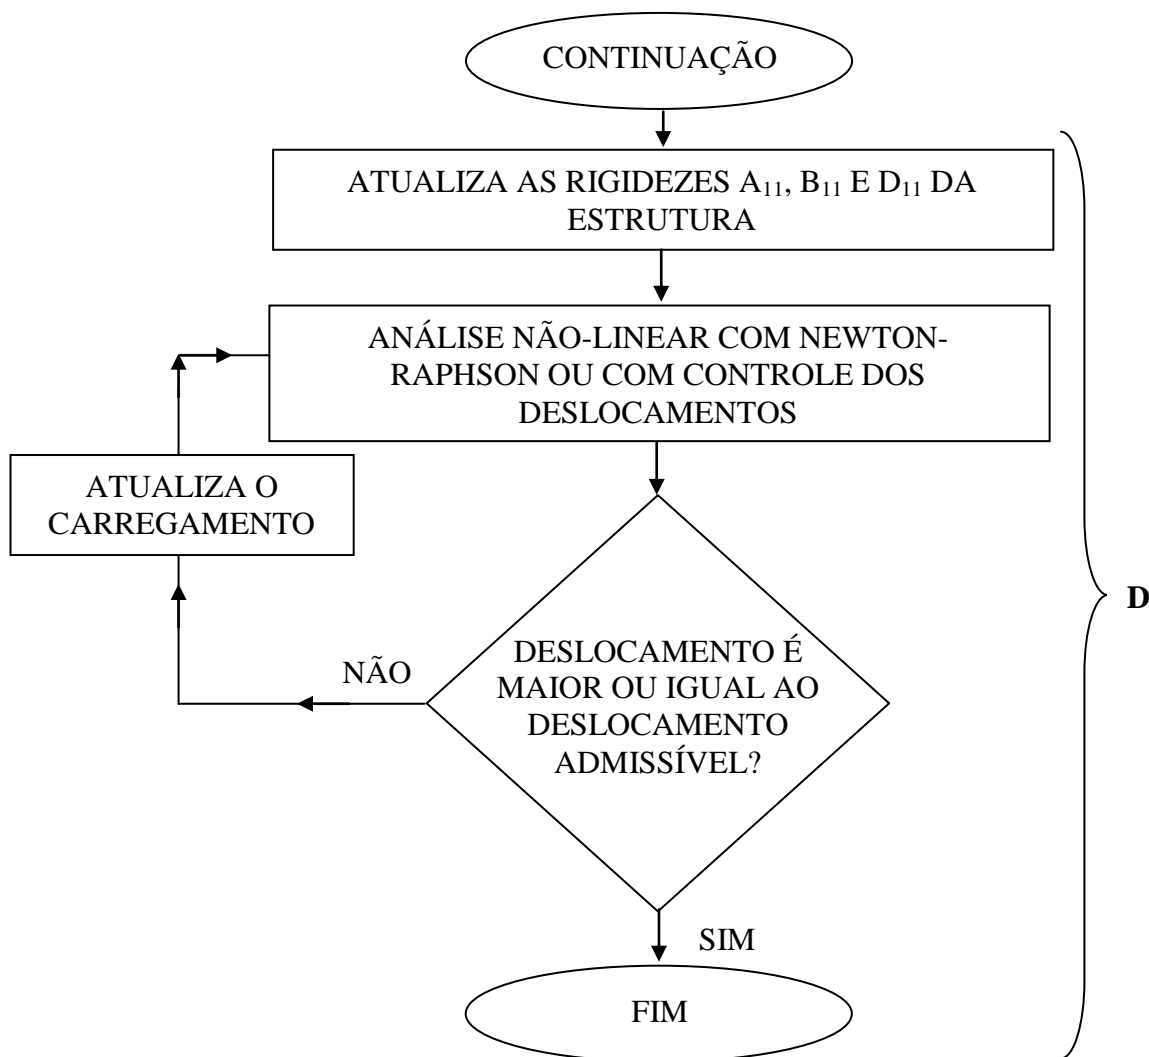 CONTINUAÇÃO
ATUALIZA AS RIGIDEZES A₁₁, B₁₁ E D₁₁ DA
ESTRUTURA
ANÁLISE NÃO-LINEAR COM NEWTON-
RAPHSON OU COM CONTROLE DOS
DESLOCAMENTOS
ATUALIZA O
CARREGAMENTO
D
NÃO
DESLOCAMENTO É
MAIOR OU IGUAL AO
DESLOCAMENTO
ADMISSÍVEL?
SIM
FIM